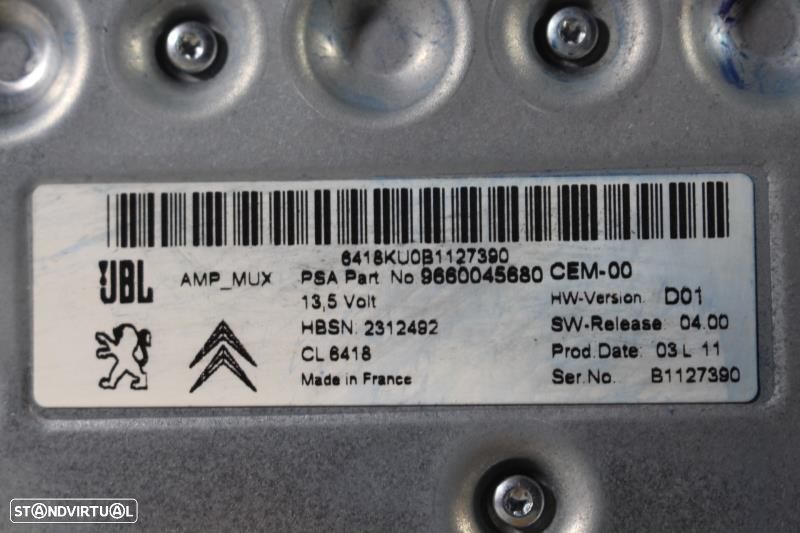 6418KU0B1127390
JBL AMP_MUX PSA Part No 9660045680 CEM-00
13,5 Volt HW-Version D01
HBSN: 2312492 SW-Release: 04.00
CL 6418 Prod.Date: 03 L 11
Made in France Ser.No. B1127390
STANDVIRTUAL